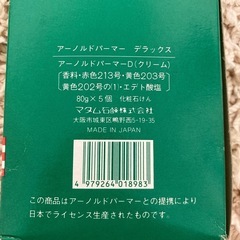 アーノルドパーマー デラックス
アーノルドパーマーD(クリーム)
香料・赤色213号・黄色203号
黄色202号の(1)・エデト酸塩
80g×5個 化粧石けん
マダム石鹸株式会社
大阪市城東区鴫野西5-19-35
MADE IN JAPAN
4 979264 018983
この商品はアーノルドパーマーとの提携により
日本でライセンス生産されたものです。